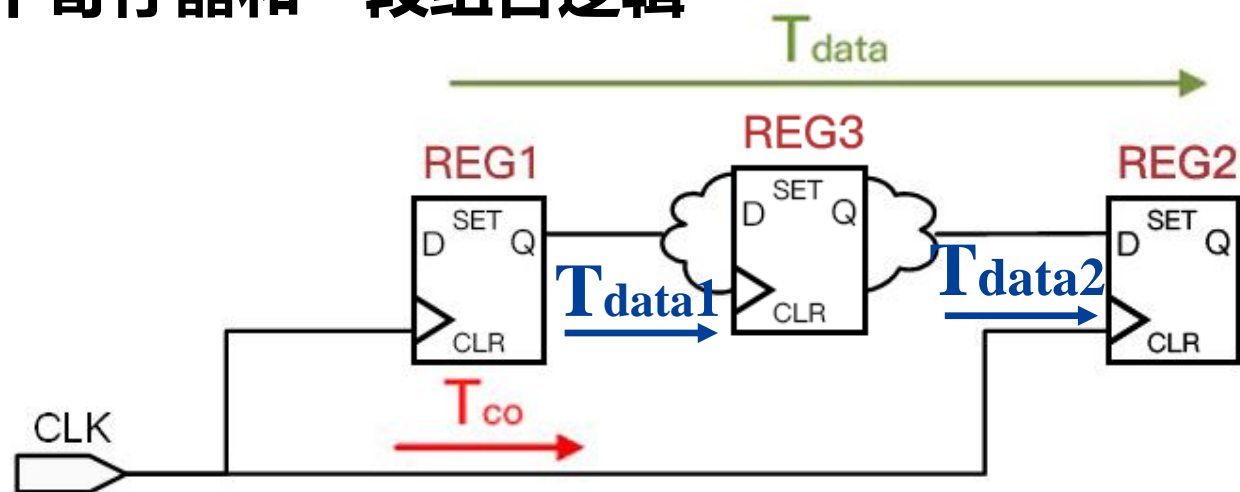 Tdata
REG3
REG1
REG2
SET
D
Q
CLR
SET
D
Q
CLR
SET
D
Q
CLR
Tdata1
Tdata2
Tco
CLK